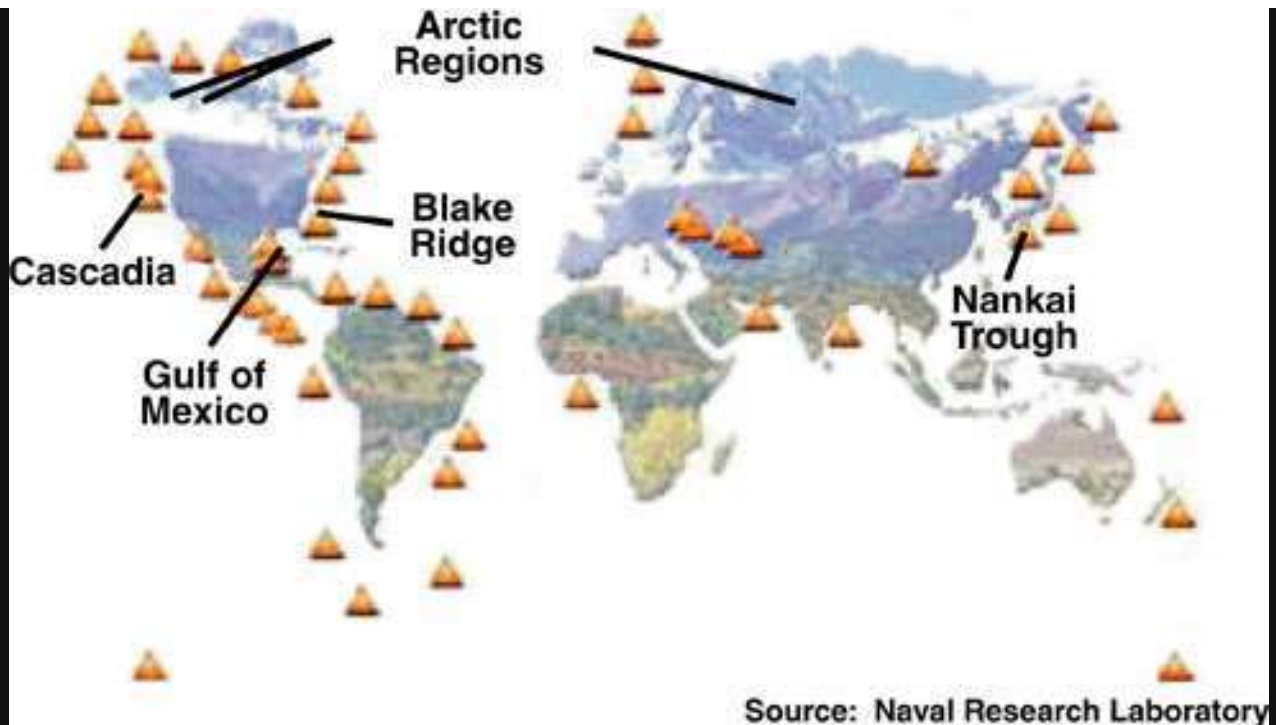 Arctic
Regions
Blake
Ridge
Cascadia
Nankai
Trough
Gulf of
Mexico
Source: Naval Research Laboratory